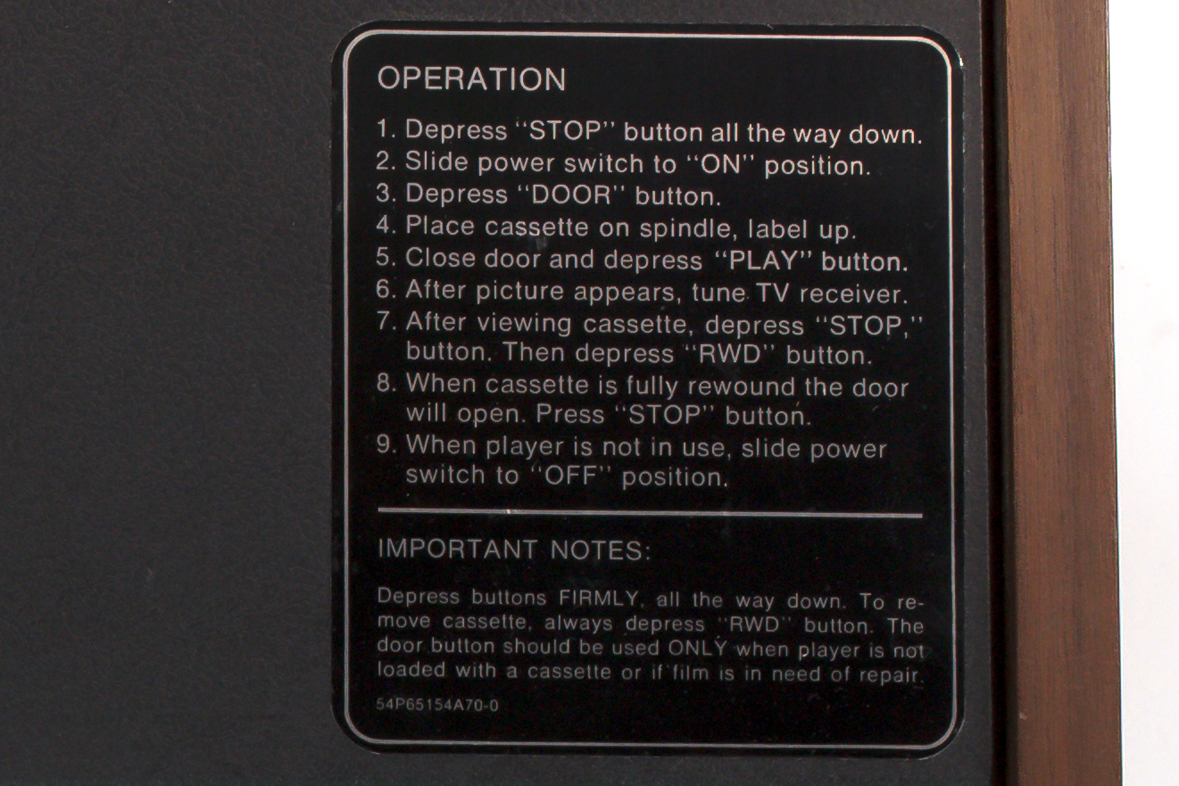 OPERATION
1. Depress "STOP" button all the way down.
2. Slide power switch to "ON" position.
3. Depress "DOOR" button.
4. Place cassette on spindle, label up.
5. Close door and depress "PLAY" button.
6. After picture appears, tune TV receiver.
7. After viewing cassette, depress "STOP,"
button. Then depress "RWD" button.
8. When cassette is fully rewound the door
will open. Press "STOP" button.
9. When player is not in use, slide power
switch to "OFF" position.
IMPORTANT NOTES:
Depress buttons FIRMLY, all the way down. To re-
move cassette, always depress "RWD" button. The
door button should be used ONLY when player is not
loaded with a cassette or if film is in need of repair.
54P65154A70-0